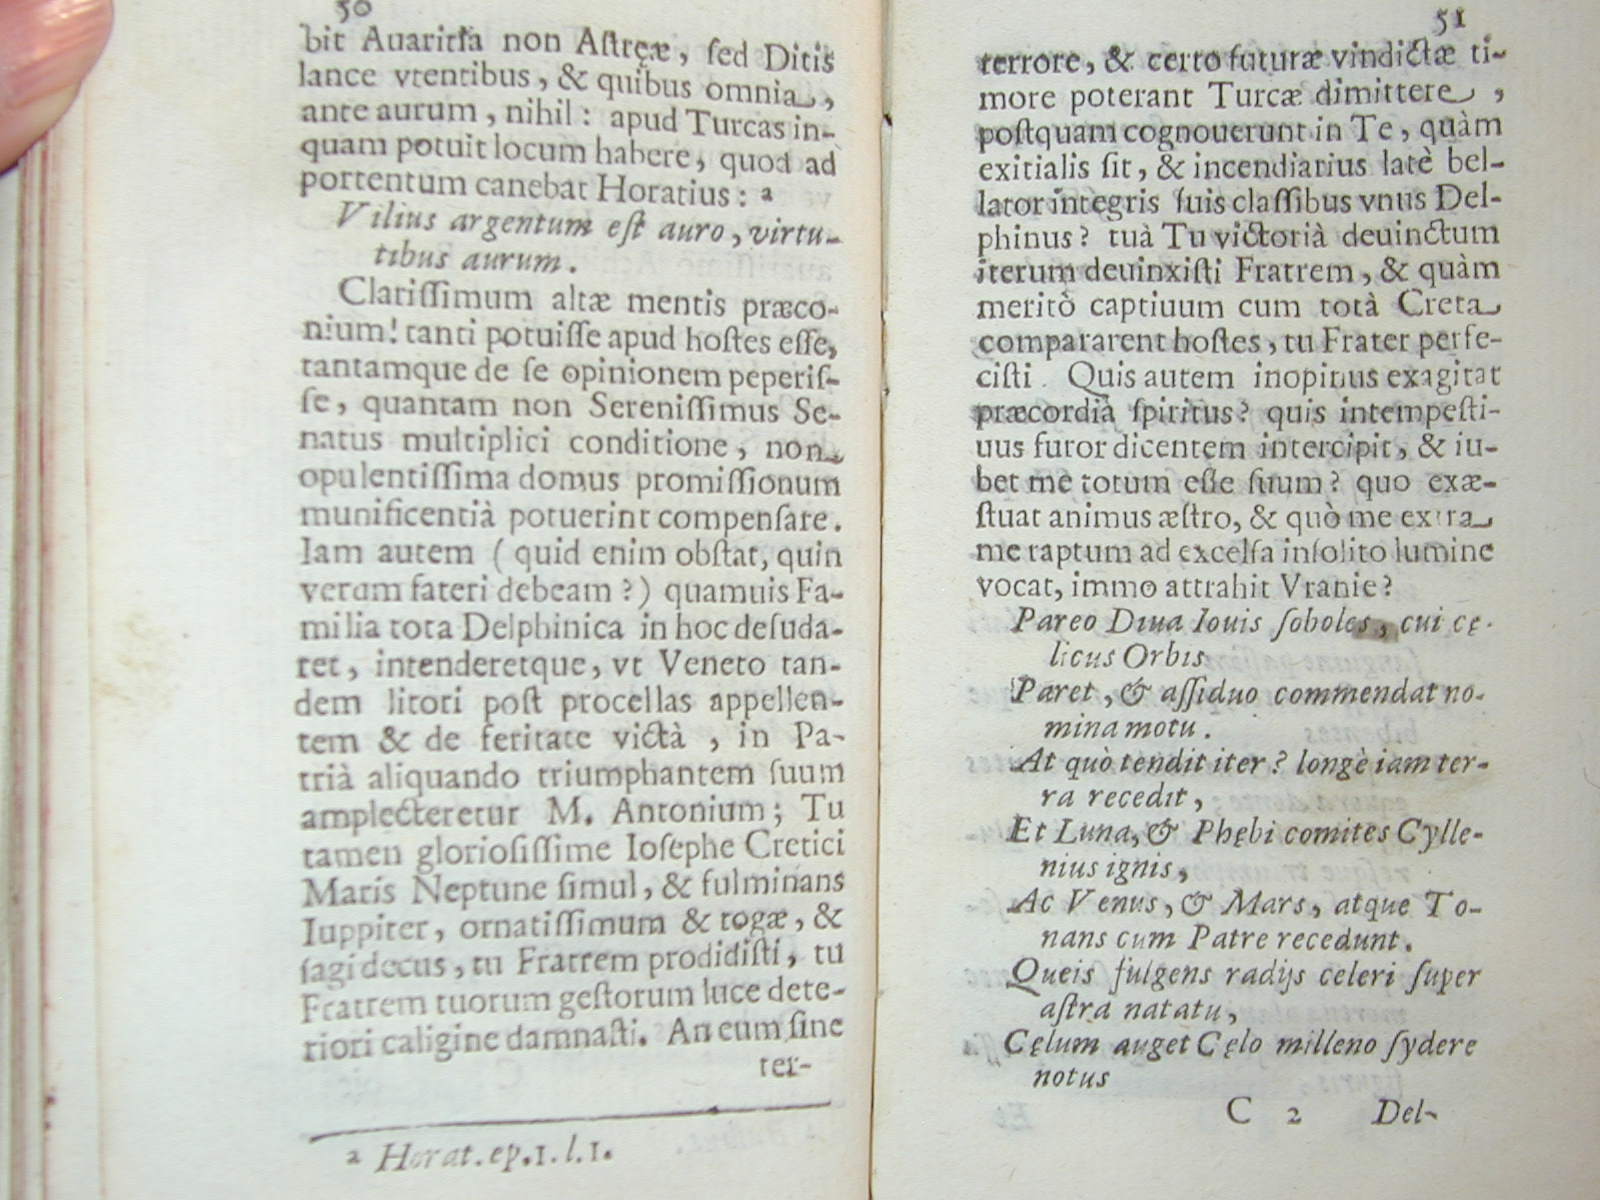 50
bit Auaritia non Astręæ, sed Ditis
lance vtentibus, & quibus omnia,
ante aurum, nihil: apud Turcas in-
quam potuit locum habere, quod ad
portentum canebat Horatius: a
Vilius argentum est auro, virtu-
tibus aurum.
Clarissimum altæ mentis præco-
nium! tanti potuisse apud hostes esse,
tantamque de se opinionem peperis-
se, quantam non Serenissimus Se-
natus multiplici conditione, non
opulentissima domus promissionum
munificentià potuerint compensare.
Iam autem (quid enim obstat, quin
verum fateri debeam?) quamuis Fa-
milia tota Delphinica in hoc desuda-
ret, intenderetque, vt Veneto tan-
dem litori post procellas appellen-
tem & de feritate victà, in Pa-
trià aliquando triumphantem suum
amplecteretur M. Antonium; Tu
tamen gloriosissime Iosephe Cretici
Maris Neptune simul, & fulminans
Iuppiter, ornatissimum & togæ, &
sagi decus, tu Fratrem prodidisti, tu
Fratrem tuorum gestorum luce dete-
riori caligine damnasti. An eum sine
ter-
a Horat. ep. 1. l. 1.
51
terrore, & certo futuræ vindictæ ti-
more poterant Turcæ dimittere,
postquam cognouerunt in Te, quàm
exitialis sit, & incendiarius latè bel-
lator integris suis classibus vnus Del-
phinus? tuà Tu victorià deuinctum
iterum deuinxisti Fratrem, & quàm
meritò captiuum cum totà Creta
compararent hostes, tu Frater perfe-
cisti. Quis autem inopinus exagitat
præcordia spiritus? quis intempesti-
uus furor dicentem intercipit, & iu-
bet me totum esse suum? quo exæ-
stuat animus æstro, & quò me extra
me raptum ad excelsa insolito lumine
vocat, immo attrahit Vranie?
Pareo Diua Iouis soboles, cui cę-
licus Orbis
Paret, & assiduo commendat no-
mina motu.
At quò tendit iter? longè iam ter-
ra recedit,
Et Luna, & Phębi comites Cylle-
nius ignis,
Ac Venus, & Mars, atque To-
nans cum Patre recedunt.
Queis fulgens radijs celeri super
astra natatu,
Cęlum auget Cęlo milleno sydere
notus
C 2 Del-